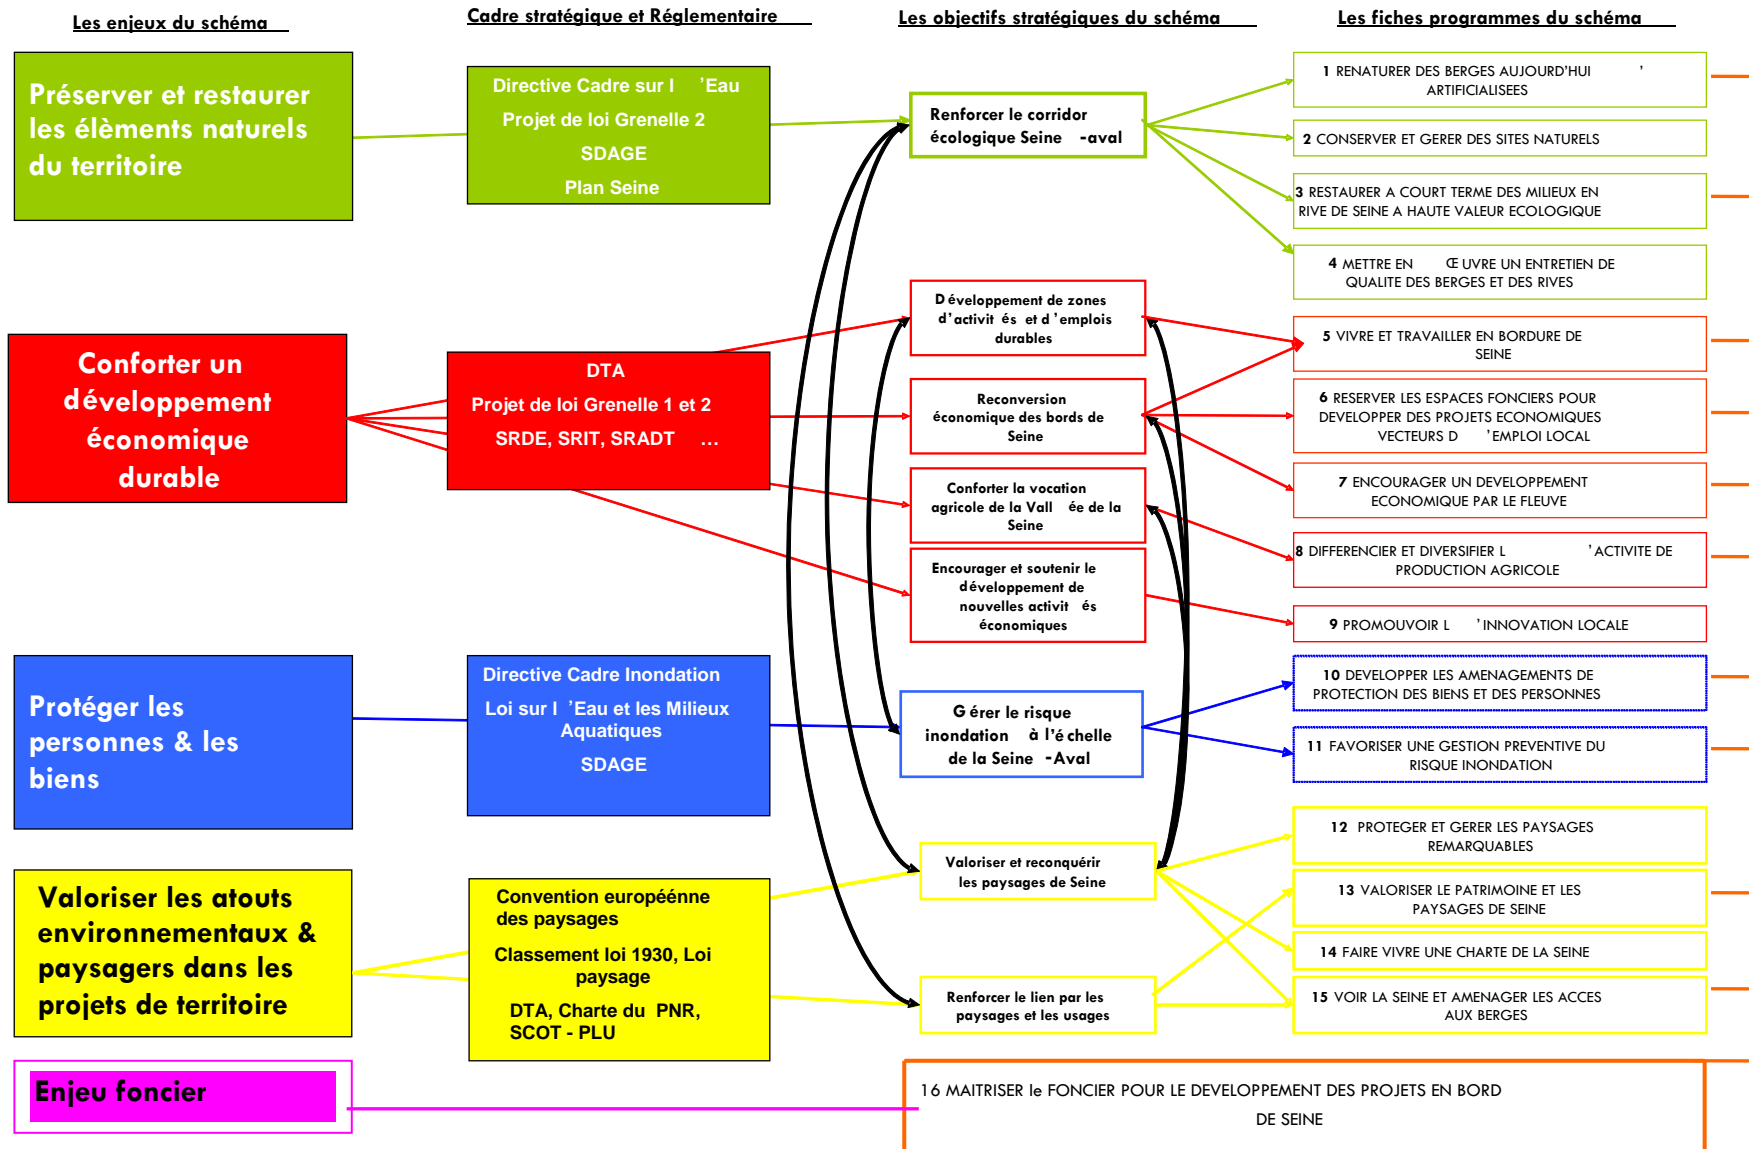 Les enjeux du schéma
Cadre stratégique et Réglementaire
Les objectifs stratégiques du schéma
Les fiches programmes du schéma
Préserver et restaurer
les élèments naturels
du territoire
Directive Cadre sur l ’Eau
Projet de loi Grenelle 2
SDAGE
Plan Seine
Renforcer le corridor
écologique Seine -aval
1 RENATURER DES BERGES AUJOURD'HUI ’
ARTIFICIALISEES
2 CONSERVER ET GERER DES SITES NATURELS
3 RESTAURER A COURT TERME DES MILIEUX EN
RIVE DE SEINE A HAUTE VALEUR ECOLOGIQUE
4 METTRE EN ŒUVRE UN ENTRETIEN DE
QUALITE DES BERGES ET DES RIVES
Conforter un
développement
économique
durable
DTA
Projet de loi Grenelle 1 et 2
SRDE, SRIT, SRADT …
Développement de zones
d’activités et d’emplois
durables
Reconversion
économique des bords de
Seine
Conforter la vocation
agricole de la Vallée de la
Seine
Encourager et soutenir le
développement de
nouvelles activités
économiques
5 VIVRE ET TRAVAILLER EN BORDURE DE
SEINE
6 RESERVER LES ESPACES FONCIERS POUR
DEVELOPPER DES PROJETS ECONOMIQUES
VECTEURS D ’EMPLOI LOCAL
7 ENCOURAGER UN DEVELOPPEMENT
ECONOMIQUE PAR LE FLEUVE
8 DIFFERENCIER ET DIVERSIFIER L ’ACTIVITE DE
PRODUCTION AGRICOLE
9 PROMOUVOIR L ’INNOVATION LOCALE
Protéger les
personnes & les
biens
Directive Cadre Inondation
Loi sur l ’Eau et les Milieux
Aquatiques
SDAGE
Gérer le risque
inondation à l’échelle
de la Seine -Aval
10 DEVELOPPER LES AMENAGEMENTS DE
PROTECTION DES BIENS ET DES PERSONNES
11 FAVORISER UNE GESTION PREVENTIVE DU
RISQUE INONDATION
Valoriser les atouts
environnementaux &
paysagers dans les
projets de territoire
Convention européénne
des paysages
Classement loi 1930, Loi
paysage
DTA, Charte du PNR,
SCOT - PLU
Valoriser et reconquérir
les paysages de Seine
Renforcer le lien par les
paysages et les usages
12 PROTEGER ET GERER LES PAYSAGES
REMARQUABLES
13 VALORISER LE PATRIMOINE ET LES
PAYSAGES DE SEINE
14 FAIRE VIVRE UNE CHARTE DE LA SEINE
15 VOIR LA SEINE ET AMENAGER LES ACCES
AUX BERGES
Enjeu foncier
16 MAITRISER le FONCIER POUR LE DEVELOPPEMENT DES PROJETS EN BORD
DE SEINE